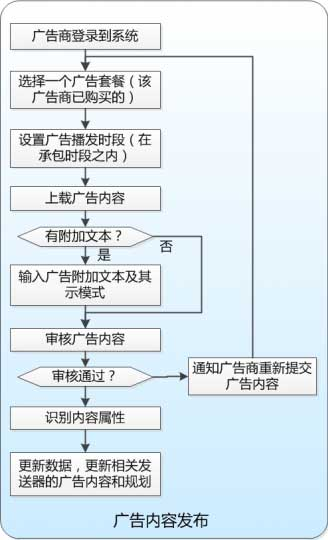 广告商登录到系统
选择一个广告套餐（该
广告商已购买的）
设置广告播发时段（在
承包时段之内）
上载广告内容
有附加文本？
否
是
输入广告附加文本及其
示模式
审核广告内容
审核通过？
通知广告商重新提交
广告内容
识别内容属性
更新数据，更新相关发
送器的广告内容和规划
广告内容发布